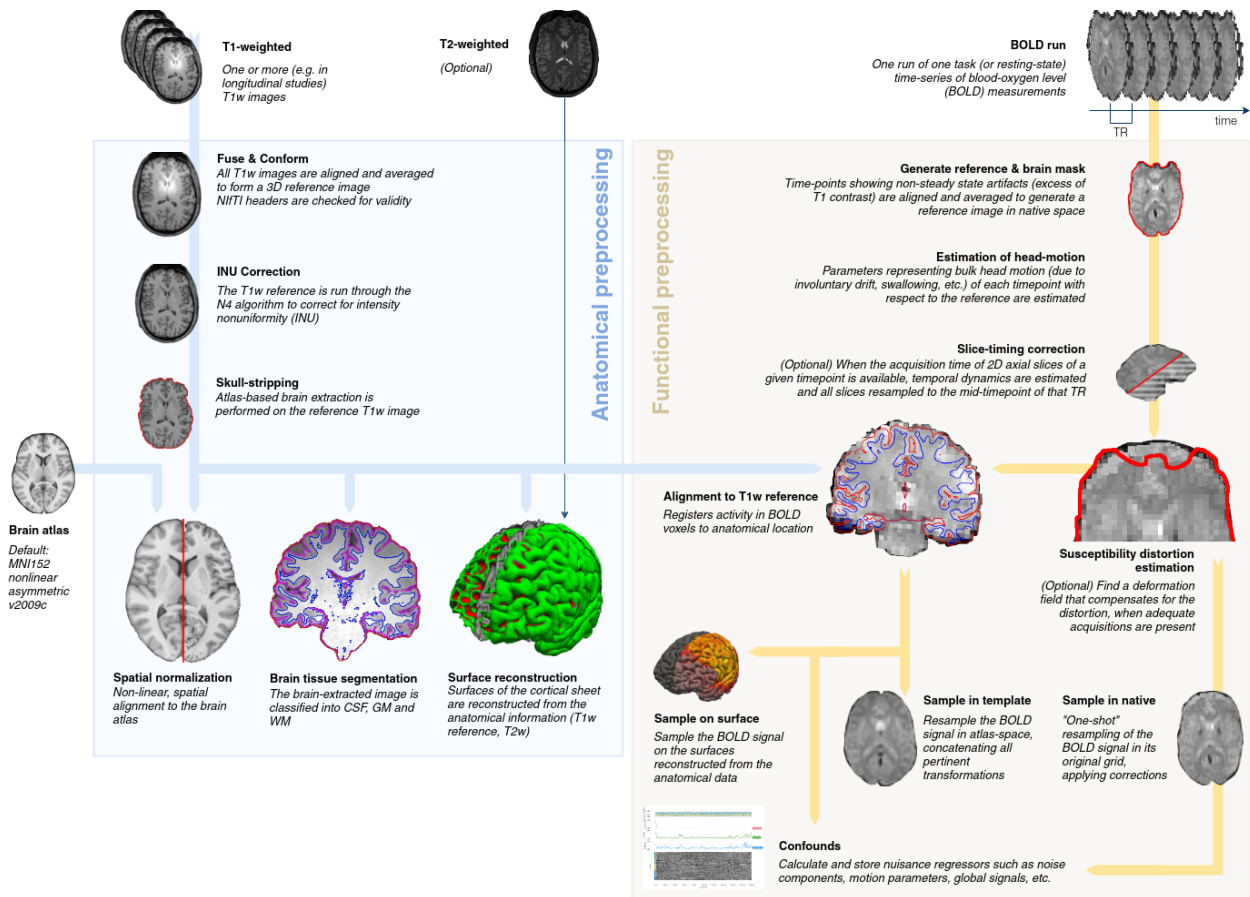 T1-weighted
One or more (e.g. in
longitudinal studies)
T1w images
T2-weighted
(Optional)
BOLD run
One run of one task (or resting-state)
time-series of blood-oxygen level
(BOLD) measurements
time
TR
Anatomical preprocessing
Fuse & Conform
All T1w images are aligned and averaged
to form a 3D reference image
NIfTI headers are checked for validity
INU Correction
The T1w reference is run through the
N4 algorithm to correct for intensity
nonuniformity (INU)
Skull-stripping
Atlas-based brain extraction is
performed on the reference T1w image
Brain atlas
Default:
MNI152
nonlinear
asymmetric
v2009c
Spatial normalization
Non-linear, spatial
alignment to the brain
atlas
Brain tissue segmentation
The brain-extracted image is
classified into CSF, GM and
WM
Surface reconstruction
Surfaces of the cortical sheet
are reconstructed from the
anatomical information (T1w
reference, T2w)
Functional preprocessing
Generate reference & brain mask
Time-points showing non-steady state artifacts (excess of
T1 contrast) are aligned and averaged to generate a
reference image in native space
Estimation of head-motion
Parameters representing bulk head motion (due to
involuntary drift, swallowing, etc.) of each timepoint with
respect to the reference are estimated
Slice-timing correction
(Optional) When the acquisition time of 2D axial slices of a
given timepoint is available, temporal dynamics are estimated
and all slices resampled to the mid-timepoint of that TR
Alignment to T1w reference
Registers activity in BOLD
voxels to anatomical location
Susceptibility distortion
estimation
(Optional) Find a deformation
field that compensates for the
distortion, when adequate
acquisitions are present
Sample on surface
Sample the BOLD signal
on the surfaces
reconstructed from the
anatomical data
Sample in template
Resample the BOLD
signal in atlas-space,
concatenating all
pertinent
transformations
Sample in native
"One-shot"
resampling of the
BOLD signal in its
original grid,
applying corrections
Confounds
Calculate and store nuisance regressors such as noise
components, motion parameters, global signals, etc.